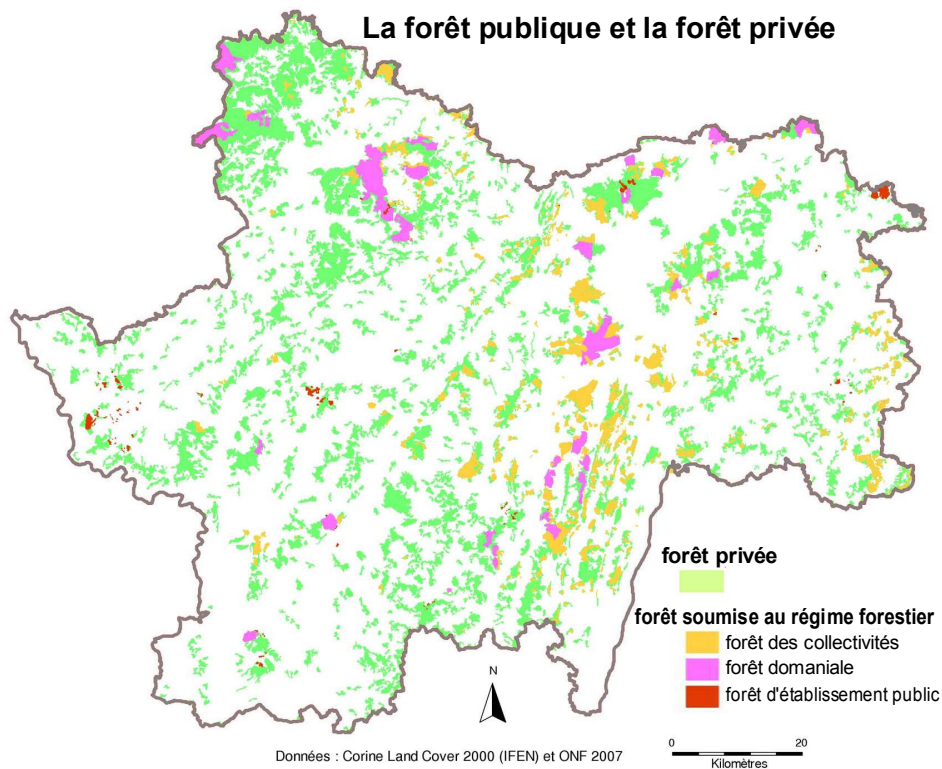 La forêt publique et la forêt privée
forêt privée
forêt soumise au régime forestier
forêt des collectivités
forêt domaniale
forêt d'établissement public
N
0 20
Kilomètres
Données : Corine Land Cover 2000 (IFEN) et ONF 2007